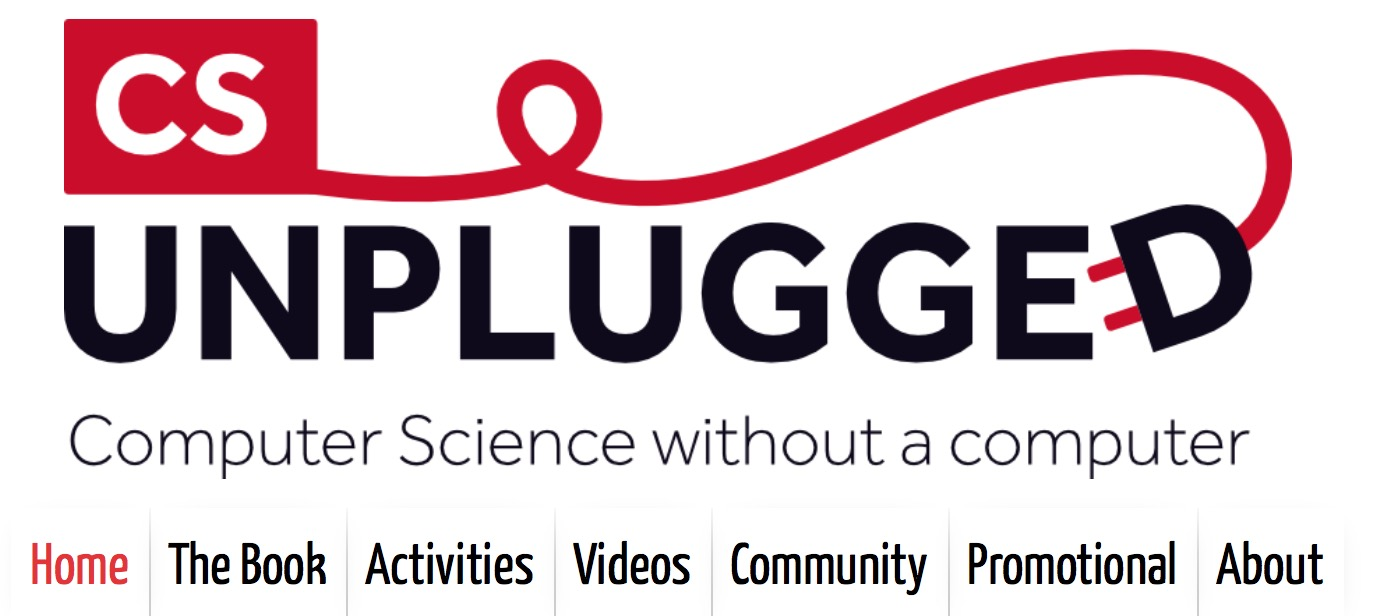 CS
UNPLUGGED
Computer Science without a computer
Home The Book Activities Videos Community Promotional About